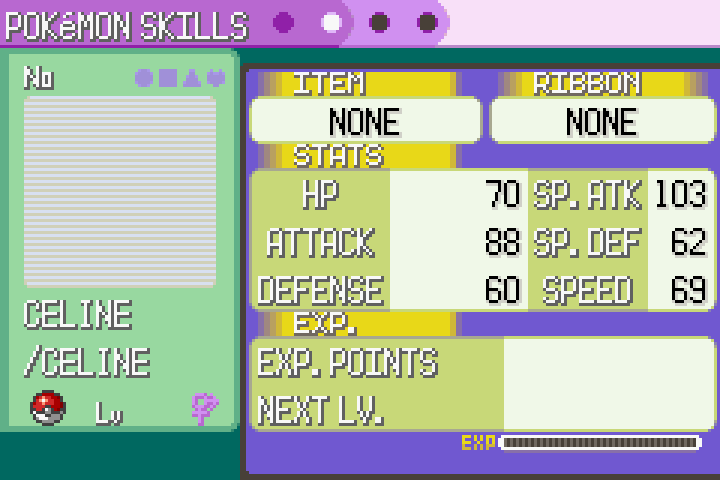 POKéMON SKILLS
No
ITEM
RIBBON
NONE
NONE
STATS
HP 70 SP. ATK 103
ATTACK 88 SP. DEF 62
DEFENSE 60 SPEED 69
CELINE
/CELINE
Lv
EXP.
EXP. POINTS
NEXT LV.
EXP